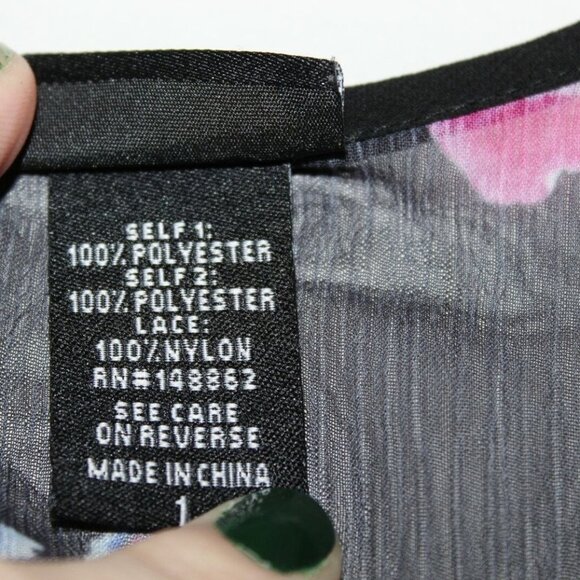 SELF 1:
100% POLYESTER
SELF 2:
100% POLYESTER
LACE:
100% NYLON
RN#148862
SEE CARE
ON REVERSE
MADE IN CHINA
1